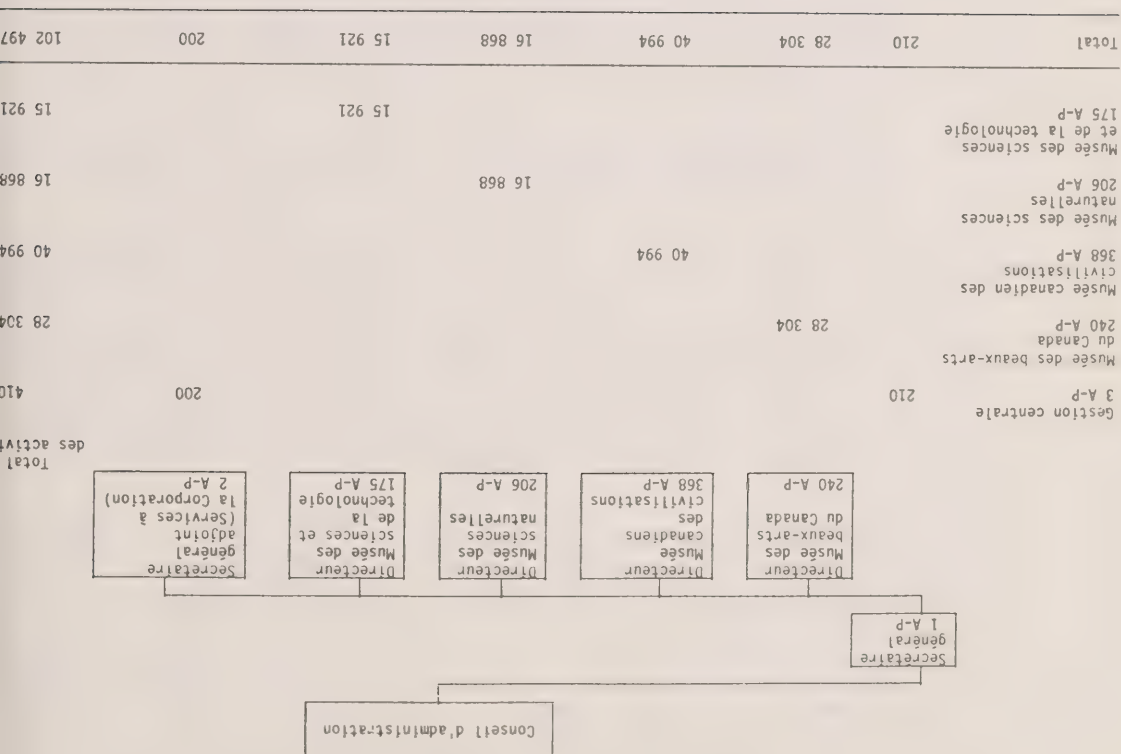 Conseil d'administration
Secrétaire
général
1 A-P
Directeur
Musée des
beaux-arts
du Canada
240 A-P
Directeur
Musée
canadiens
des
civilisations
368 A-P
Directeur
Musée des
sciences
naturelles
206 A-P
Directeur
Musée des
sciences et
de la
technologie
175 A-P
Secrétaire
général
adjoint
(Services à
la Corporation)
2 A-P
Total
des activit
Gestion centrale
3 A-P 210 200 410
Musée des beaux-arts
du Canada
240 A-P 28 304 28 304
Musée canadien des
civilisations
368 A-P 40 994 40 994
Musée des sciences
naturelles
206 A-P 16 868 16 868
Musée des sciences
et de la technologie
175 A-P 15 921 15 921
Total 210 28 304 40 994 16 868 15 921 200 102 497